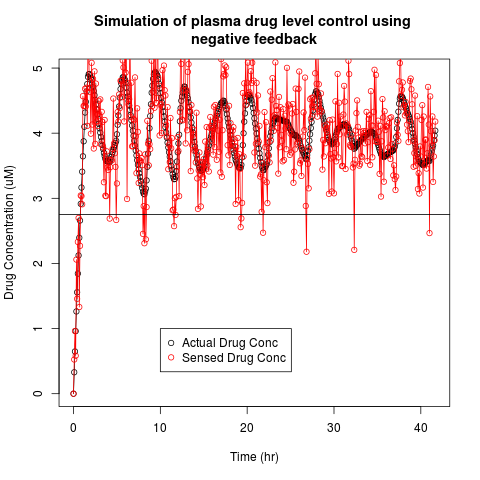 Simulation of plasma drug level control using
negative feedback
Drug Concentration (uM)
5
4
3
2
1
0
Actual Drug Conc
Sensed Drug Conc
0 10 20 30 40
Time (hr)